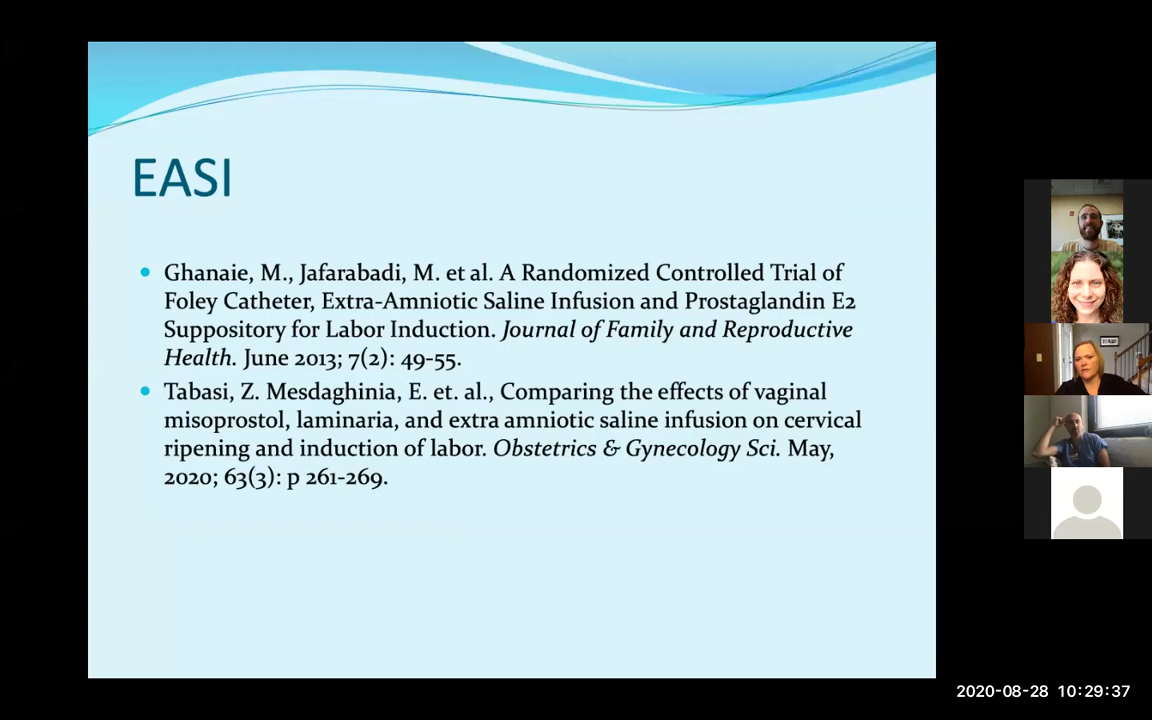 EASI
Ghanaie, M., Jafarabadi, M. et al. A Randomized Controlled Trial of
Foley Catheter, Extra-Amniotic Saline Infusion and Prostaglandin E2
Suppository for Labor Induction. Journal of Family and Reproductive
Health. June 2013; 7(2): 49-55.
Tabasi, Z. Mesdaghinia, E. et. al., Comparing the effects of vaginal
misoprostol, laminaria, and extra amniotic saline infusion on cervical
ripening and induction of labor. Obstetrics & Gynecology Sci. May,
2020; 63(3): p 261-269.
2020-08-28 10:29:37